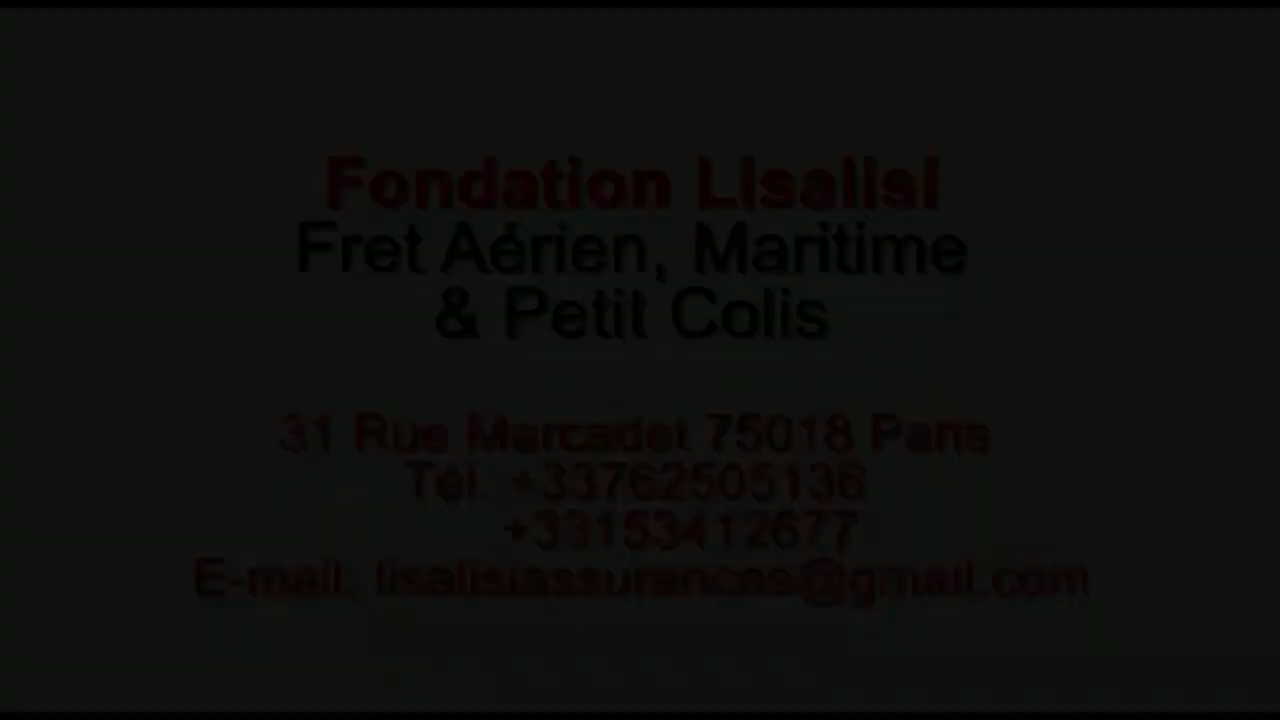 Fondation Lisalisi
Fret Aérien, Maritime
& Petit Colis
31 Rue Marcadet 75018 Paris
Tél. +33762505136
+33153412677
E-mail; lisalisiassurances@gmail.com